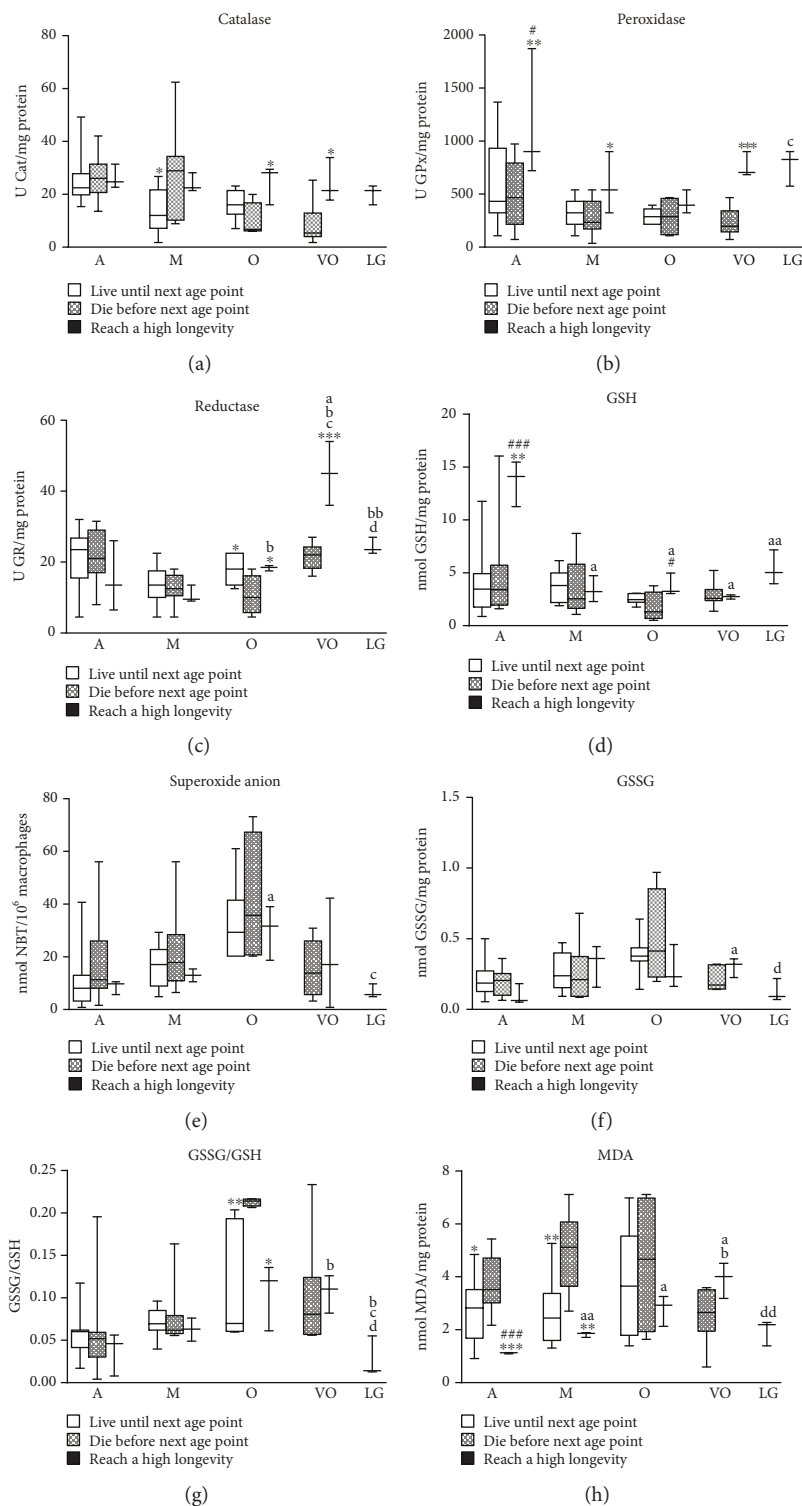 Catalase
U Cat/mg protein
80
60
40
20
0
*
*
*
A M O VO LG
Live until next age point
Die before next age point
Reach a high longevity
(a)
Peroxidase
U GPx/mg protein
2000
1500
1000
500
0
#
**
*
***
c
A M O VO LG
Live until next age point
Die before next age point
Reach a high longevity
(b)
Reductase
U GR/mg protein
60
40
20
0
*
b
*
a
b
c
***
bb
d
A M O VO LG
Live until next age point
Die before next age point
Reach a high longevity
(c)
GSH
nmol GSH/mg protein
20
15
10
5
0
###
**
a
a
#
a
aa
A M O VO LG
Live until next age point
Die before next age point
Reach a high longevity
(d)
Superoxide anion
nmol NBT/10⁶ macrophages
80
60
40
20
0
a
c
A M O VO LG
Live until next age point
Die before next age point
Reach a high longevity
(e)
GSSG
nmol GSSG/mg protein
1.5
1.0
0.5
0.0
a
d
A M O VO LG
Live until next age point
Die before next age point
Reach a high longevity
(f)
GSSG/GSH
GSSG/GSH
0.25
0.20
0.15
0.10
0.05
0.00
**
*
b
b
c
d
A M O VO LG
Live until next age point
Die before next age point
Reach a high longevity
(g)
MDA
nmol MDA/mg protein
8
6
4
2
0
*
###
***
**
aa
**
a
a
b
dd
A M O VO LG
Live until next age point
Die before next age point
Reach a high longevity
(h)